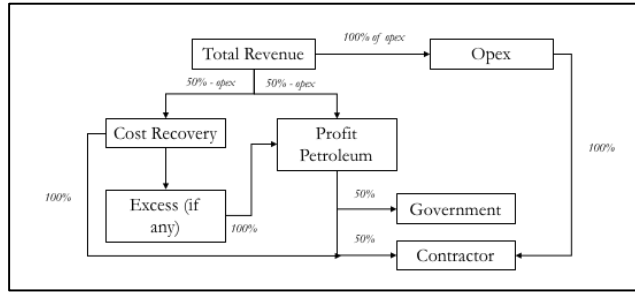 100% of opex
Total Revenue
Opex
50% - opex
50% - opex
Cost Recovery
Profit
Petroleum
100%
50%
100%
Excess (if
any)
100%
Government
50%
Contractor